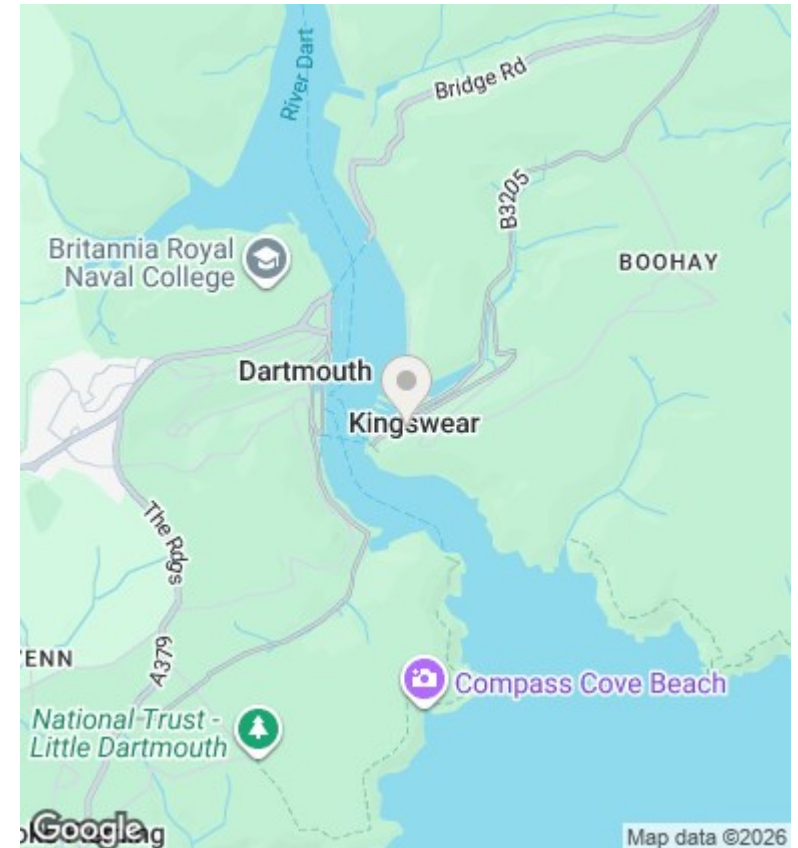 River Dart
Bridge Rd
B3205
Britannia Royal
Naval College
BOOHAY
Dartmouth
Kingswear
The Rdgs
A379
Compass Cove Beach
National Trust -
Little Dartmouth
Google
Map data ©2026